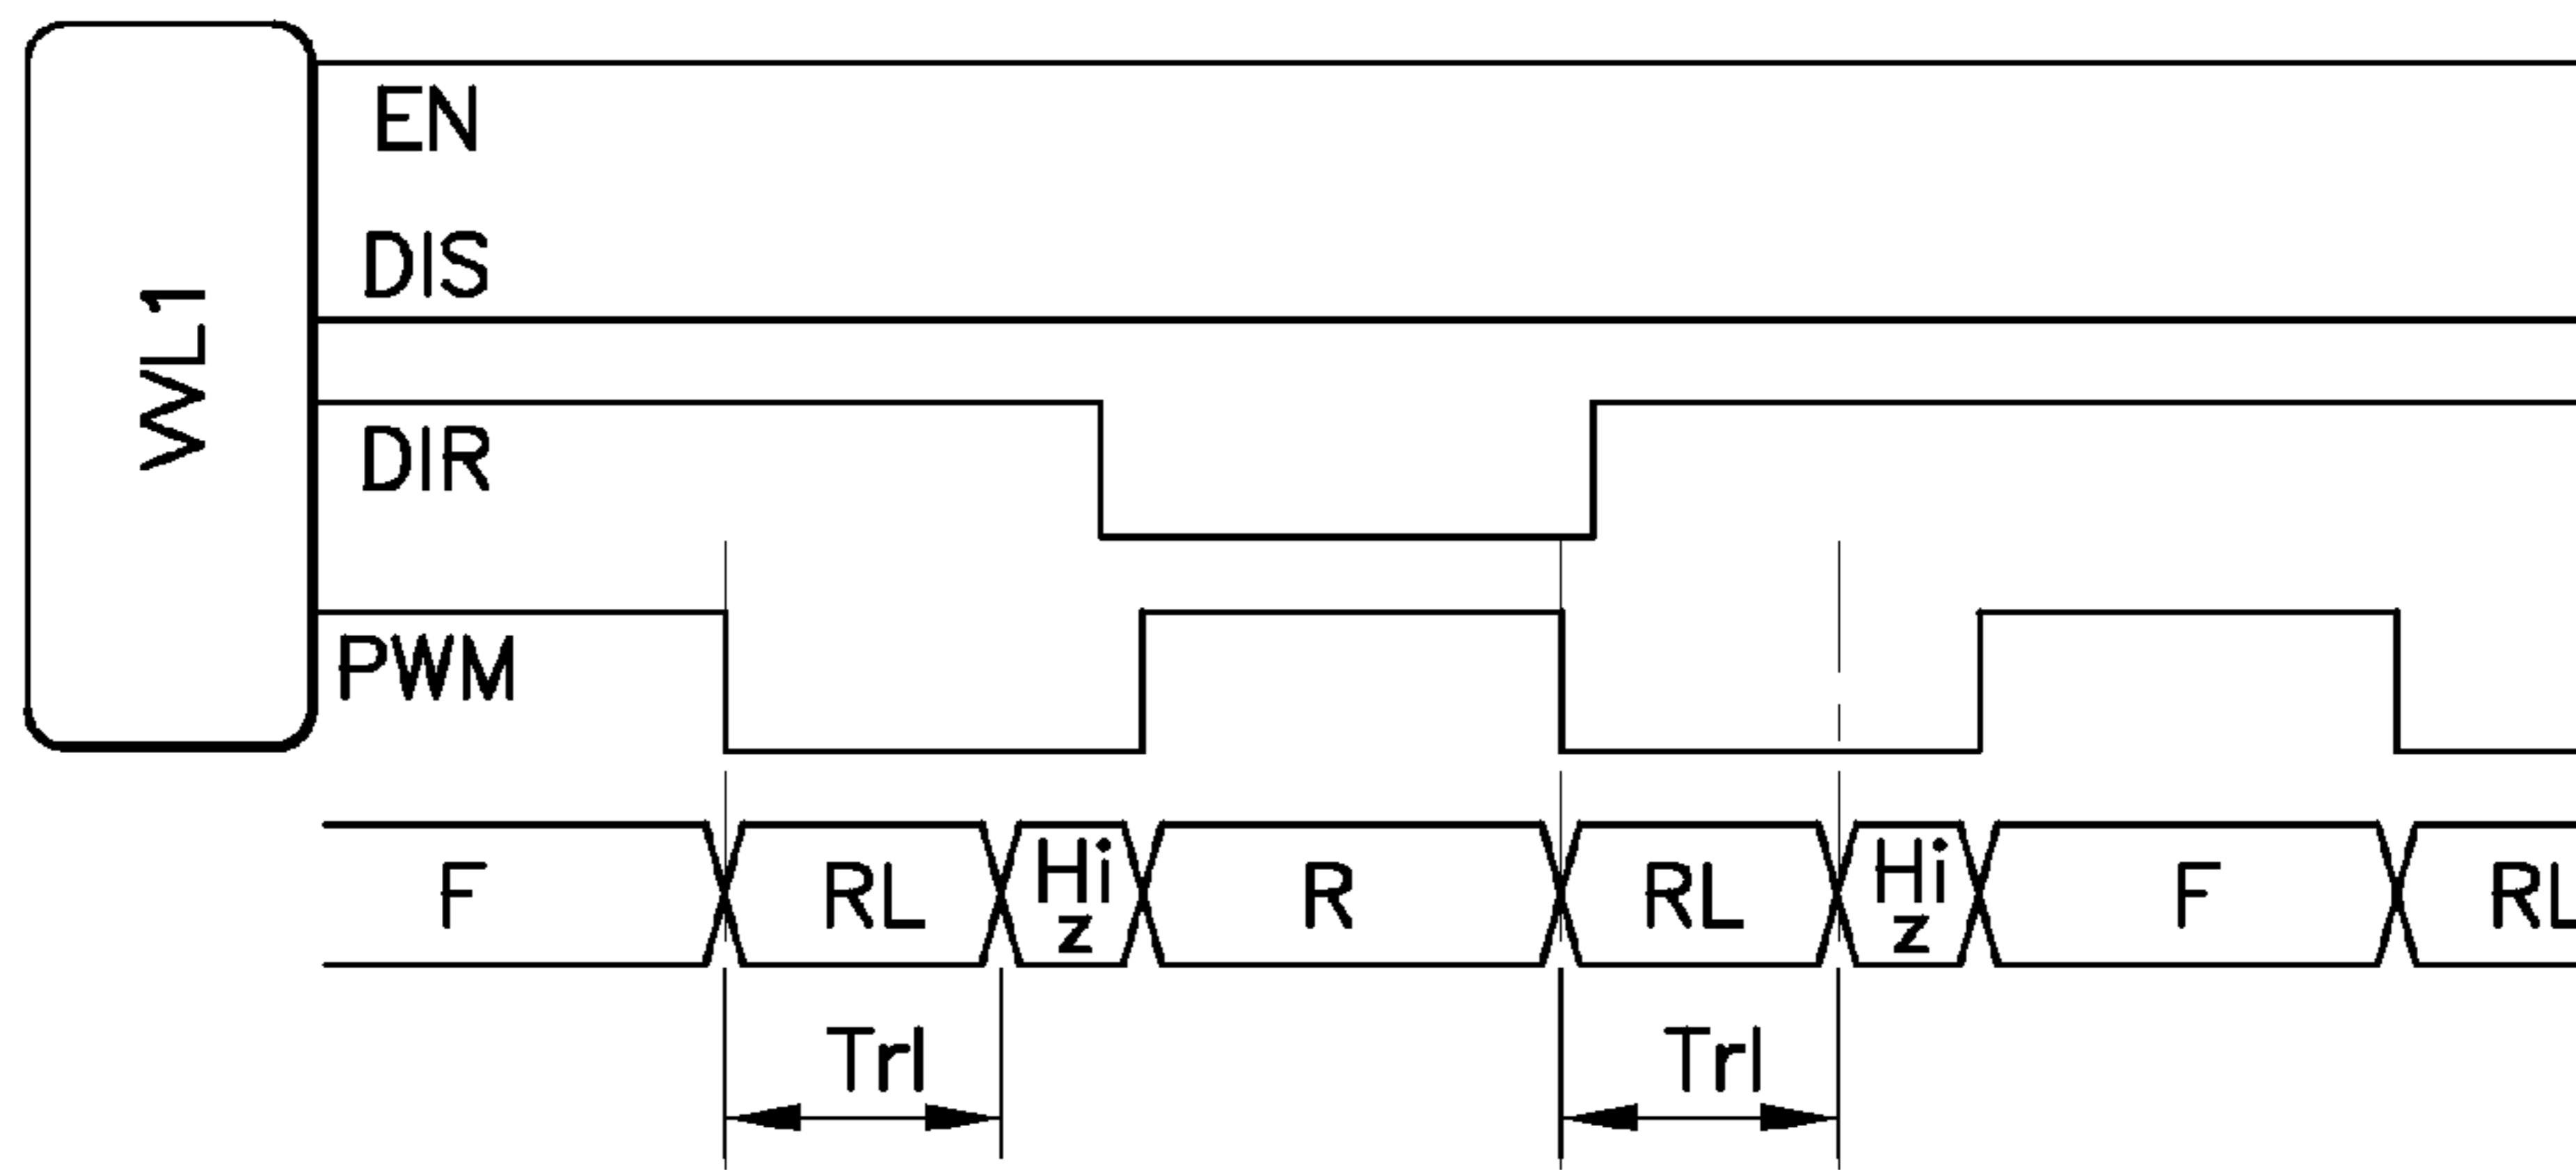 VVL1
EN
DIS
DIR
PWM
F RL Hi z R RL Hi z F RL
Trl Trl